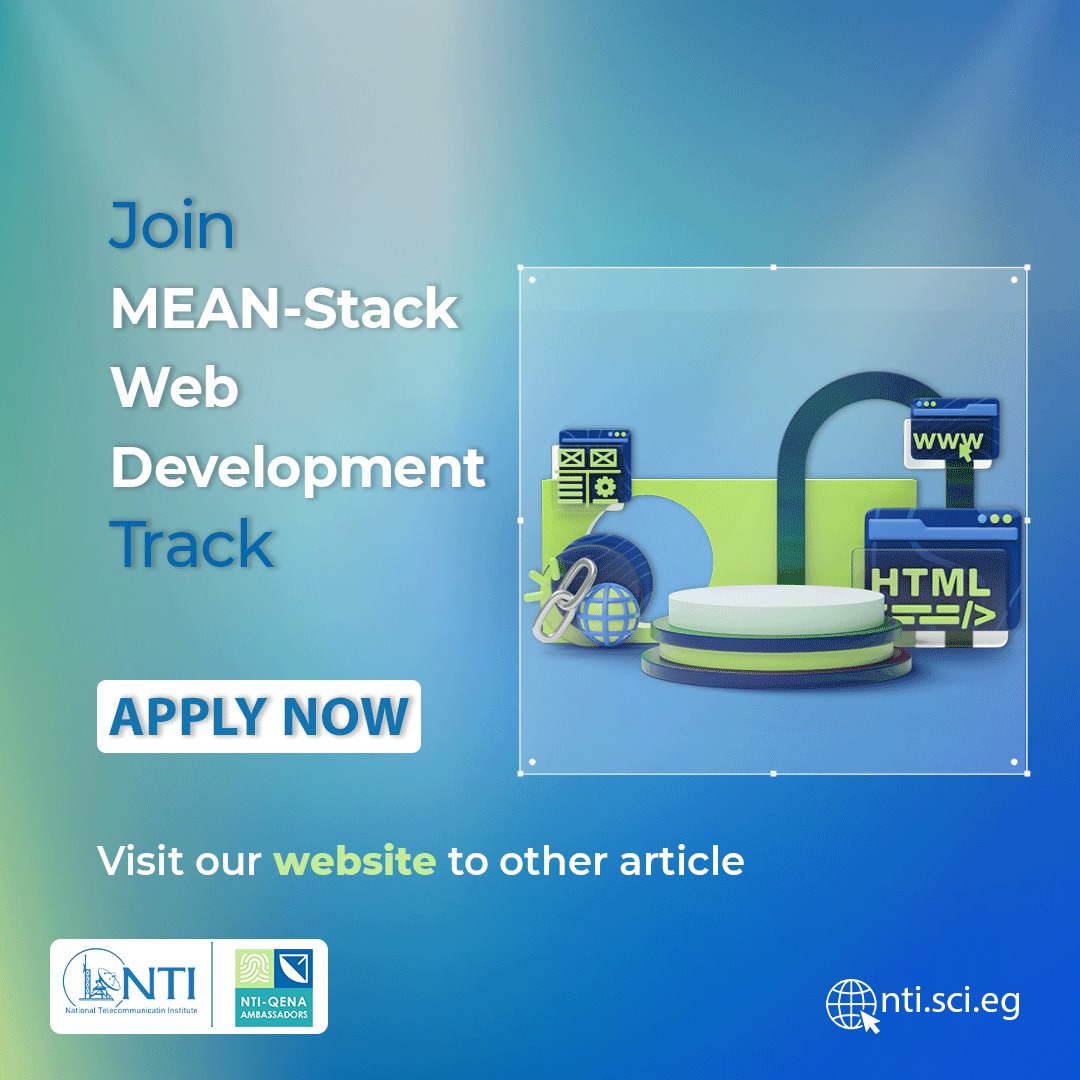 Join
MEAN-Stack
Web
Development
Track
WWW
HTML
/>
APPLY NOW
Visit our website to other article
NTI
National Telecommunicatin Institute
NTI-QENA
AMBASSADORS
nti.sci.eg